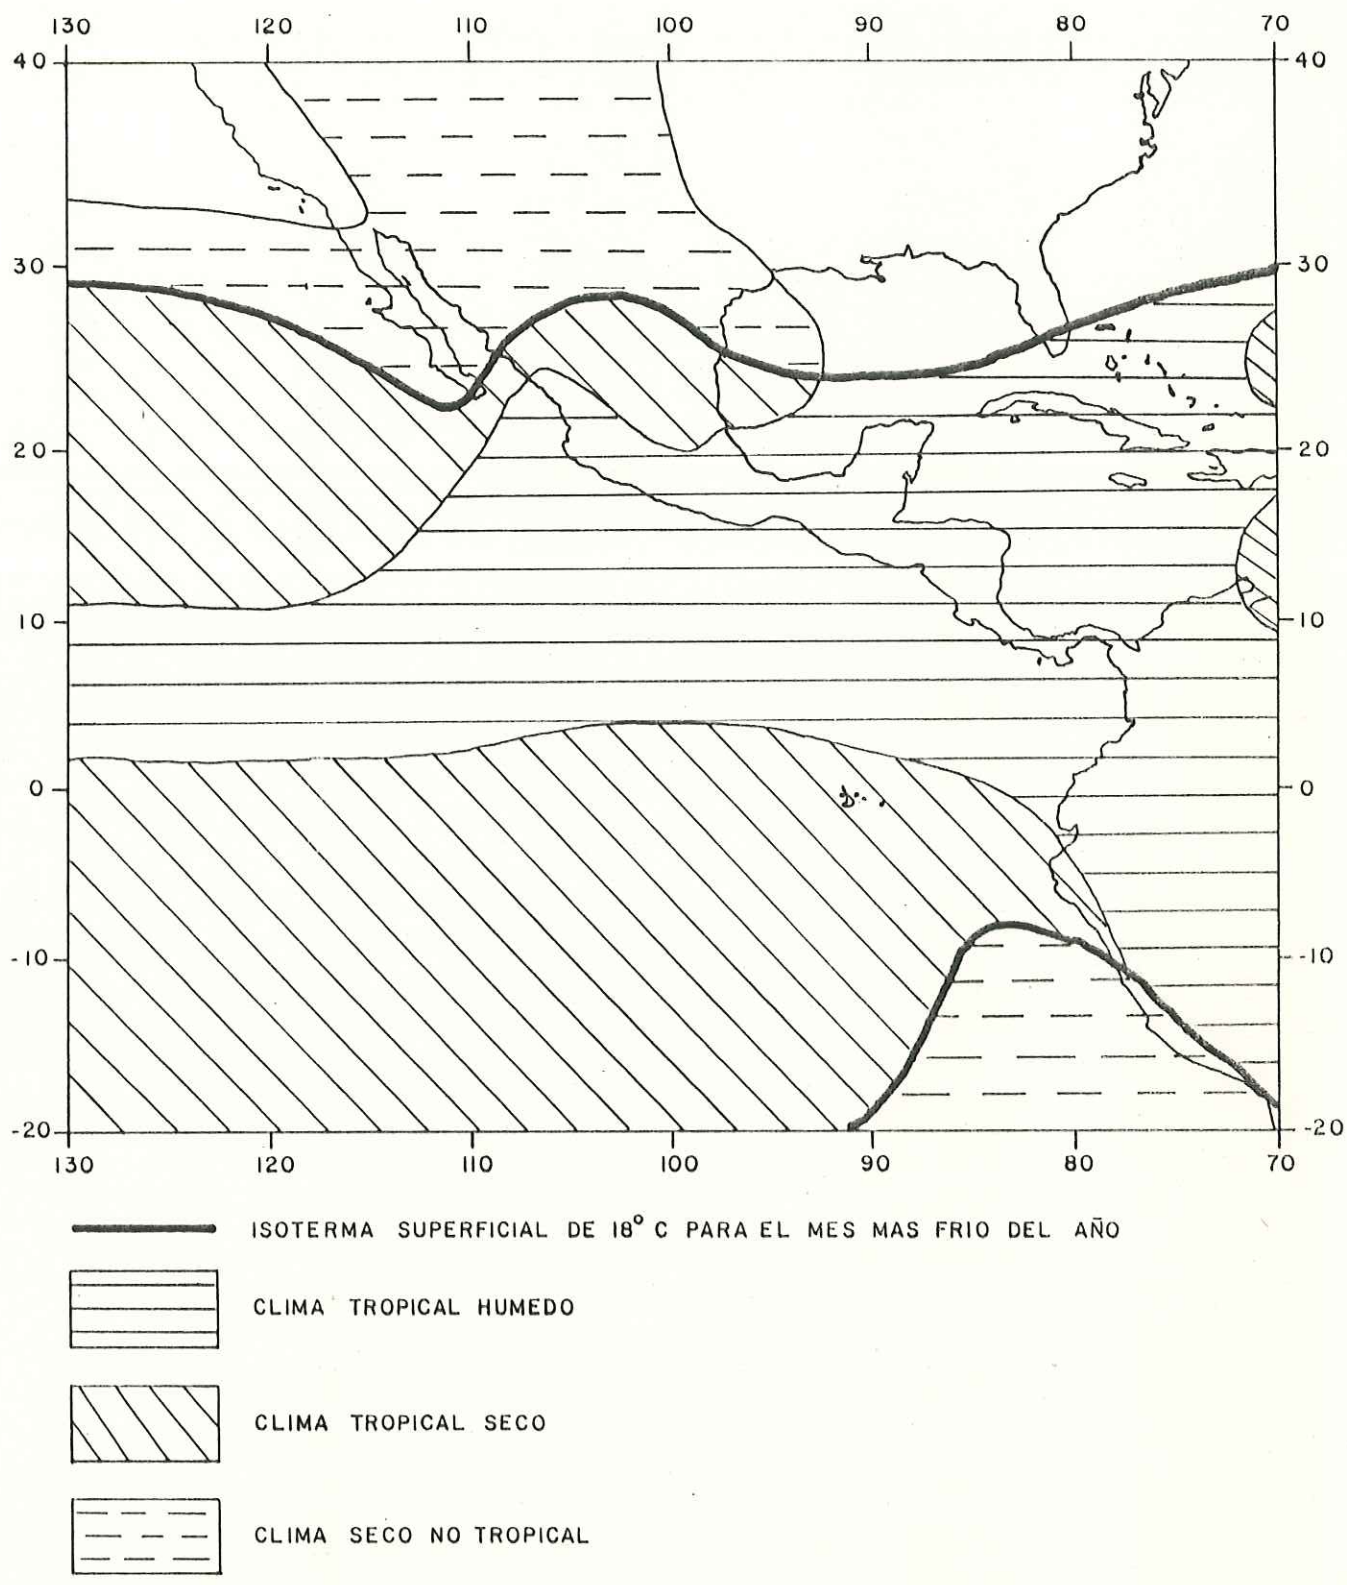 130 120 110 100 90 80 70
40 40
30 30
20 20
10 10
0 0
-10 -10
-20 -20
130 120 110 100 90 80 70
ISOTERMA SUPERFICIAL DE 18° C PARA EL MES MAS FRIO DEL AÑO
CLIMA TROPICAL HUMEDO
CLIMA TROPICAL SECO
CLIMA SECO NO TROPICAL